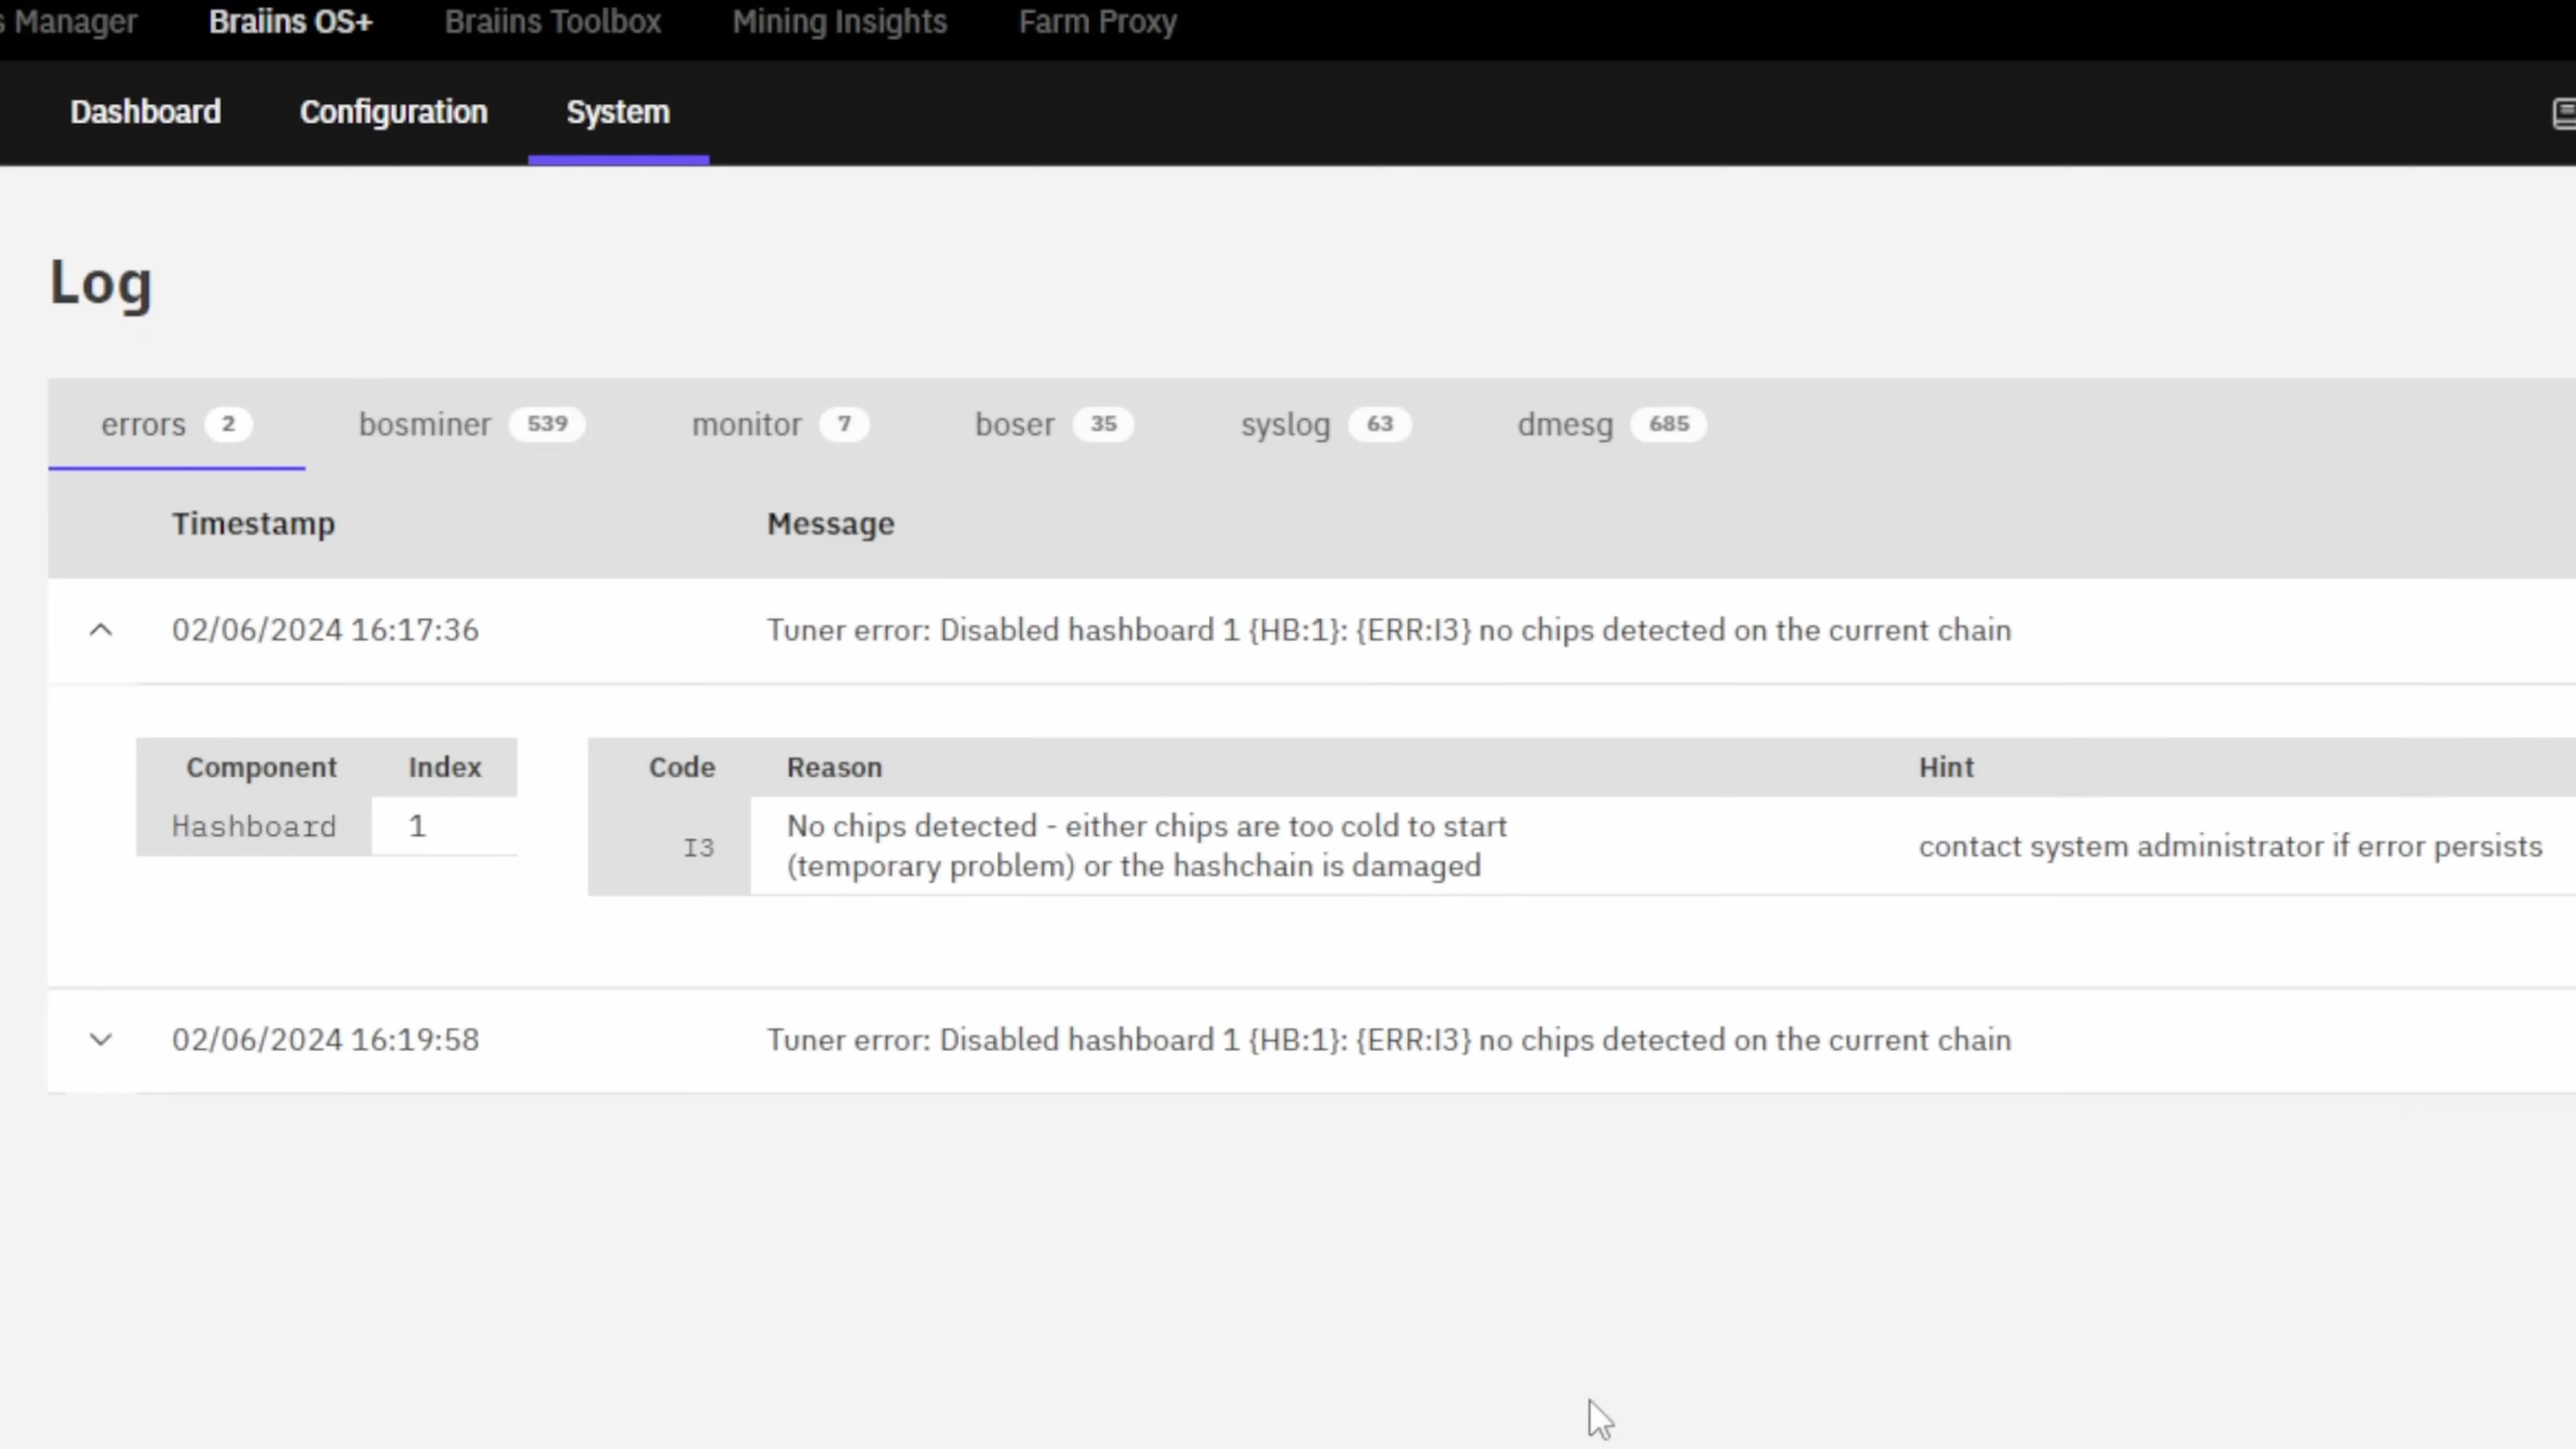 s Manager Braiins OS+ Braiins Toolbox Mining Insights Farm Proxy
Dashboard Configuration System
Log
errors 2 bosminer 539 monitor 7 boser 35 syslog 63 dmesg 685
Timestamp Message
02/06/2024 16:17:36 Tuner error: Disabled hashboard 1 {HB:1}: {ERR:I3} no chips detected on the current chain
Component Index Code Reason Hint
Hashboard 1 I3 No chips detected - either chips are too cold to start
(temporary problem) or the hashchain is damaged contact system administrator if error persists
02/06/2024 16:19:58 Tuner error: Disabled hashboard 1 {HB:1}: {ERR:I3} no chips detected on the current chain